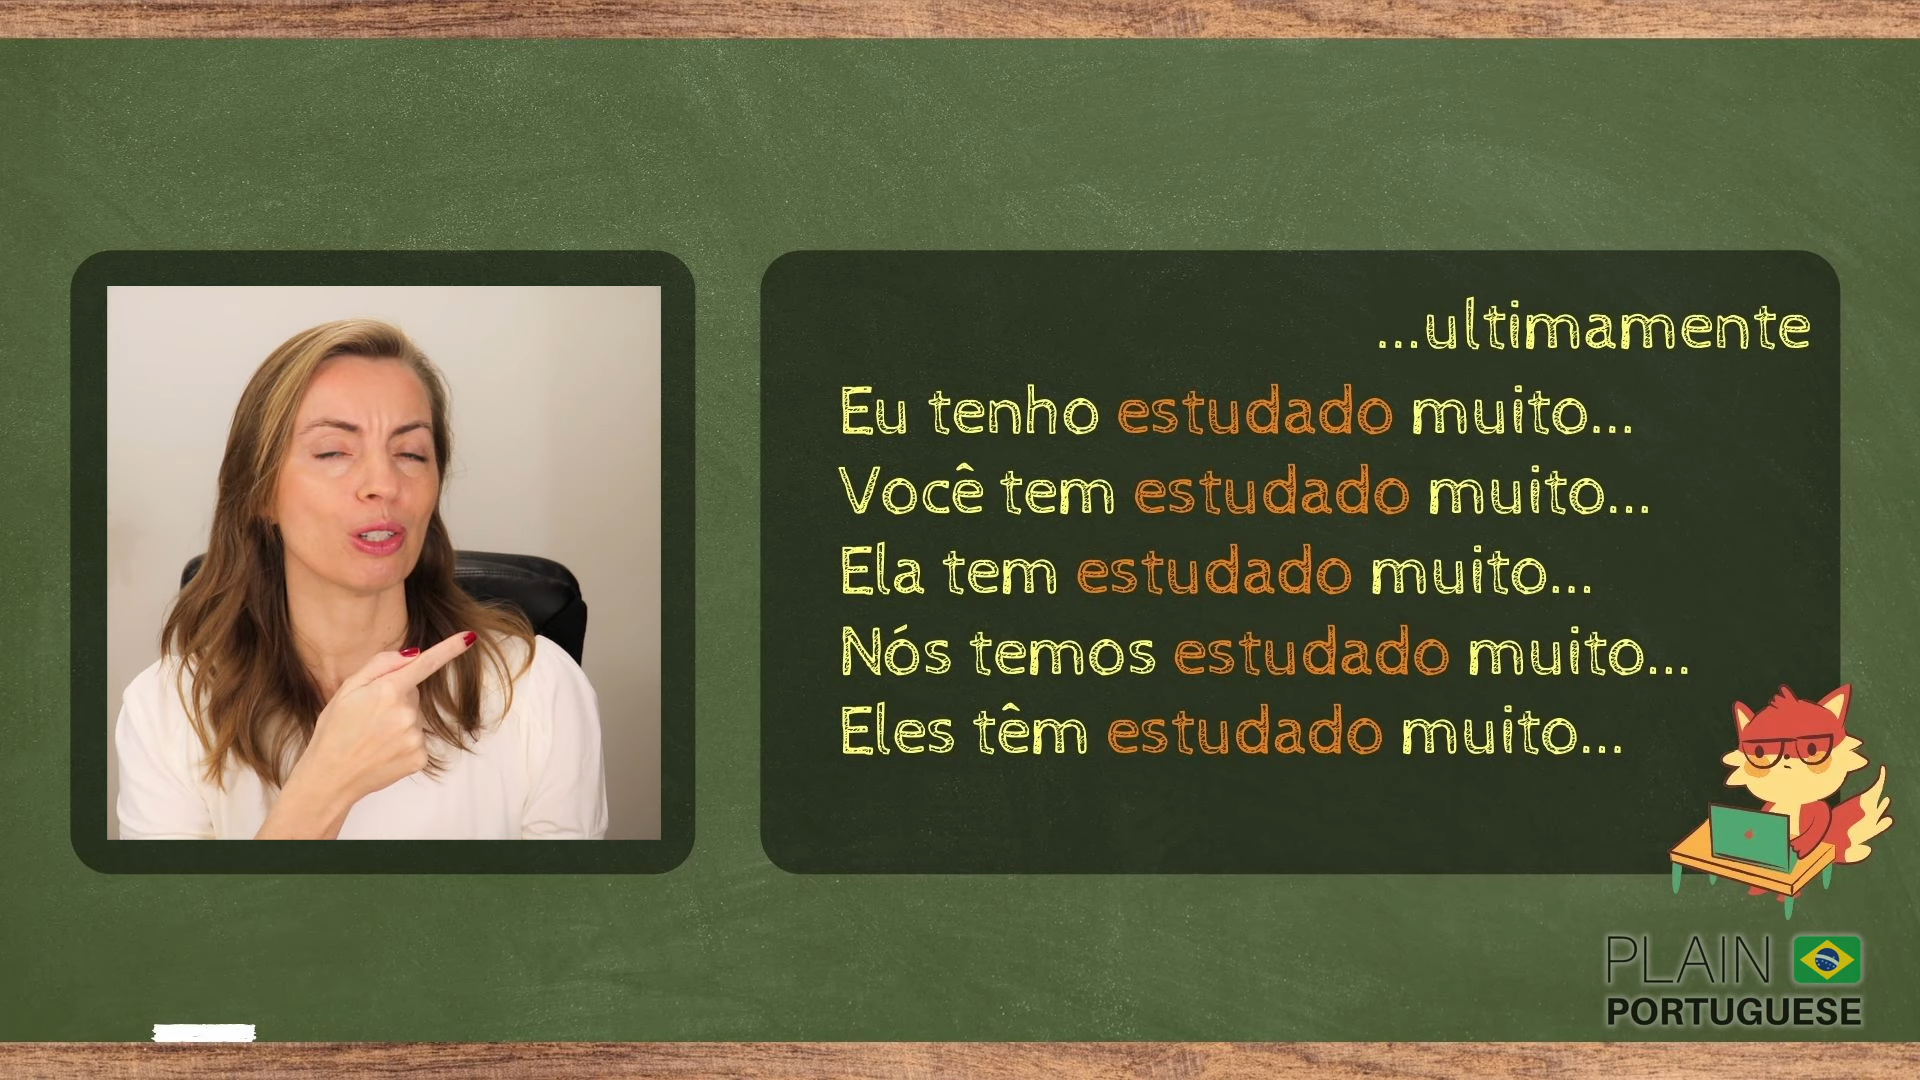 ...ultimamente
Eu tenho estudado muito...
Você tem estudado muito...
Ela tem estudado muito...
Nós temos estudado muito...
Eles têm estudado muito...
PLAIN
PORTUGUESE